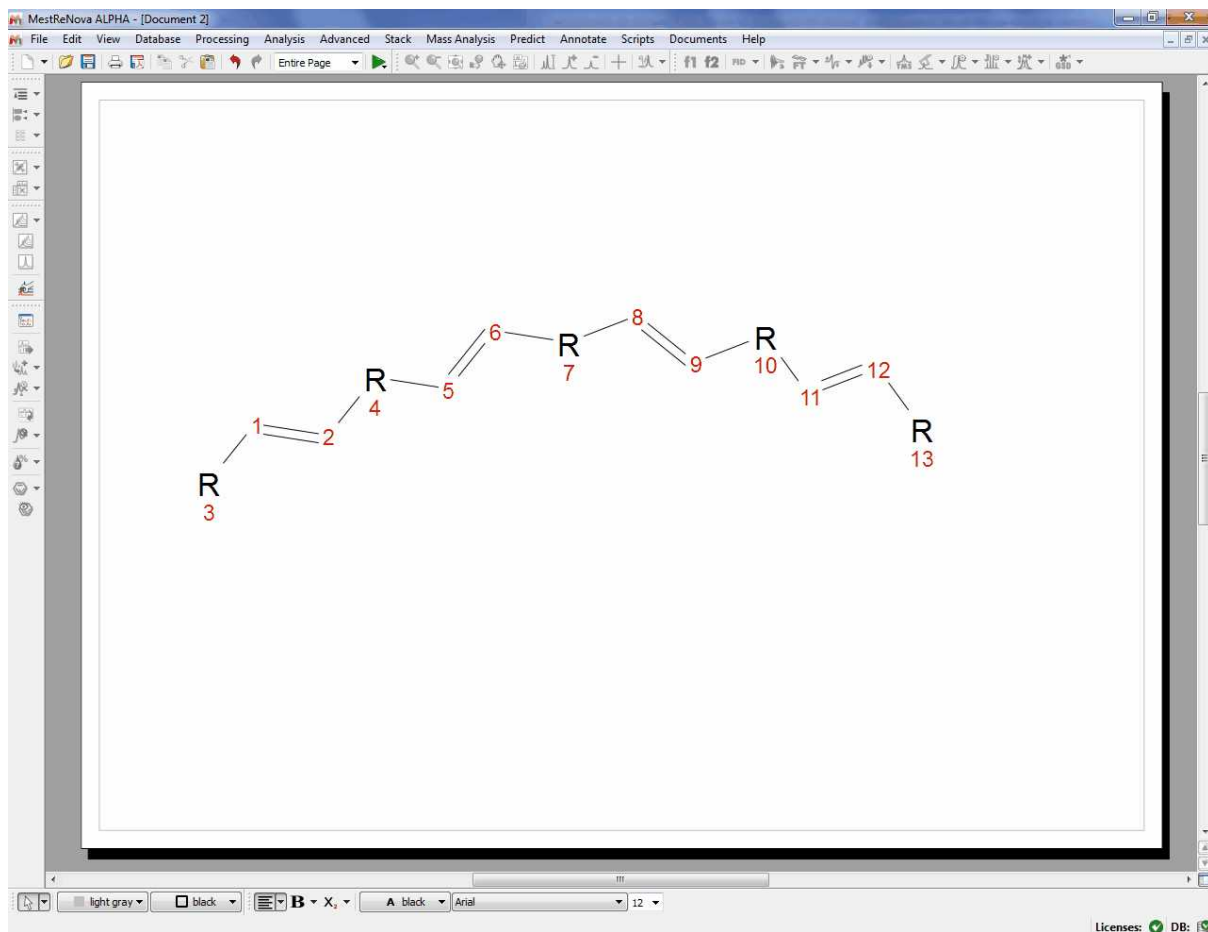 MestReNova ALPHA - [Document 2]
File Edit View Database Processing Analysis Advanced Stack Mass Analysis Predict Annotate Scripts Documents Help
Entire Page f1 f2
8
6 R R
9 10 12
R 5 7 11
4
1 2 R
13
R
3
light gray black B X₂ A black Arial 12
Licenses: DB: